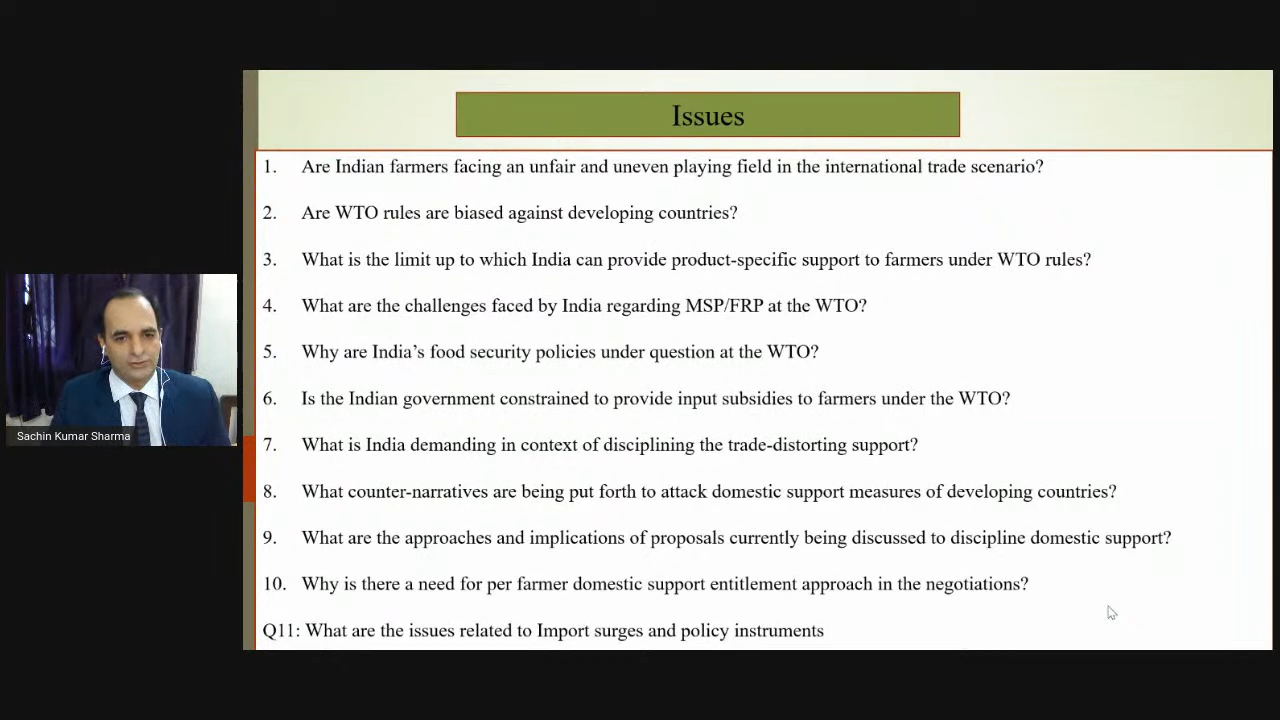 Issues
1. Are Indian farmers facing an unfair and uneven playing field in the international trade scenario?
2. Are WTO rules are biased against developing countries?
3. What is the limit up to which India can provide product-specific support to farmers under WTO rules?
4. What are the challenges faced by India regarding MSP/FRP at the WTO?
5. Why are India’s food security policies under question at the WTO?
6. Is the Indian government constrained to provide input subsidies to farmers under the WTO?
7. What is India demanding in context of disciplining the trade-distorting support?
8. What counter-narratives are being put forth to attack domestic support measures of developing countries?
9. What are the approaches and implications of proposals currently being discussed to discipline domestic support?
10. Why is there a need for per farmer domestic support entitlement approach in the negotiations?
Q11: What are the issues related to Import surges and policy instruments
Sachin Kumar Sharma